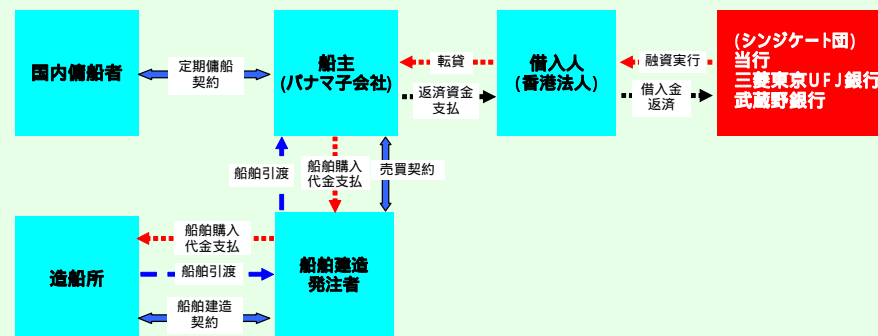 国内傭船者
定期傭船
契約
船主
(パナマ子会社)
転貸
返済資金
支払
借入人
(香港法人)
融資実行
借入金
返済
(シンジケート団)
当行
三菱東京UFJ銀行
武蔵野銀行
船舶引渡
船舶購入
代金支払
売買契約
造船所
船舶購入
代金支払
船舶引渡
船舶建造
契約
船舶建造
発注者